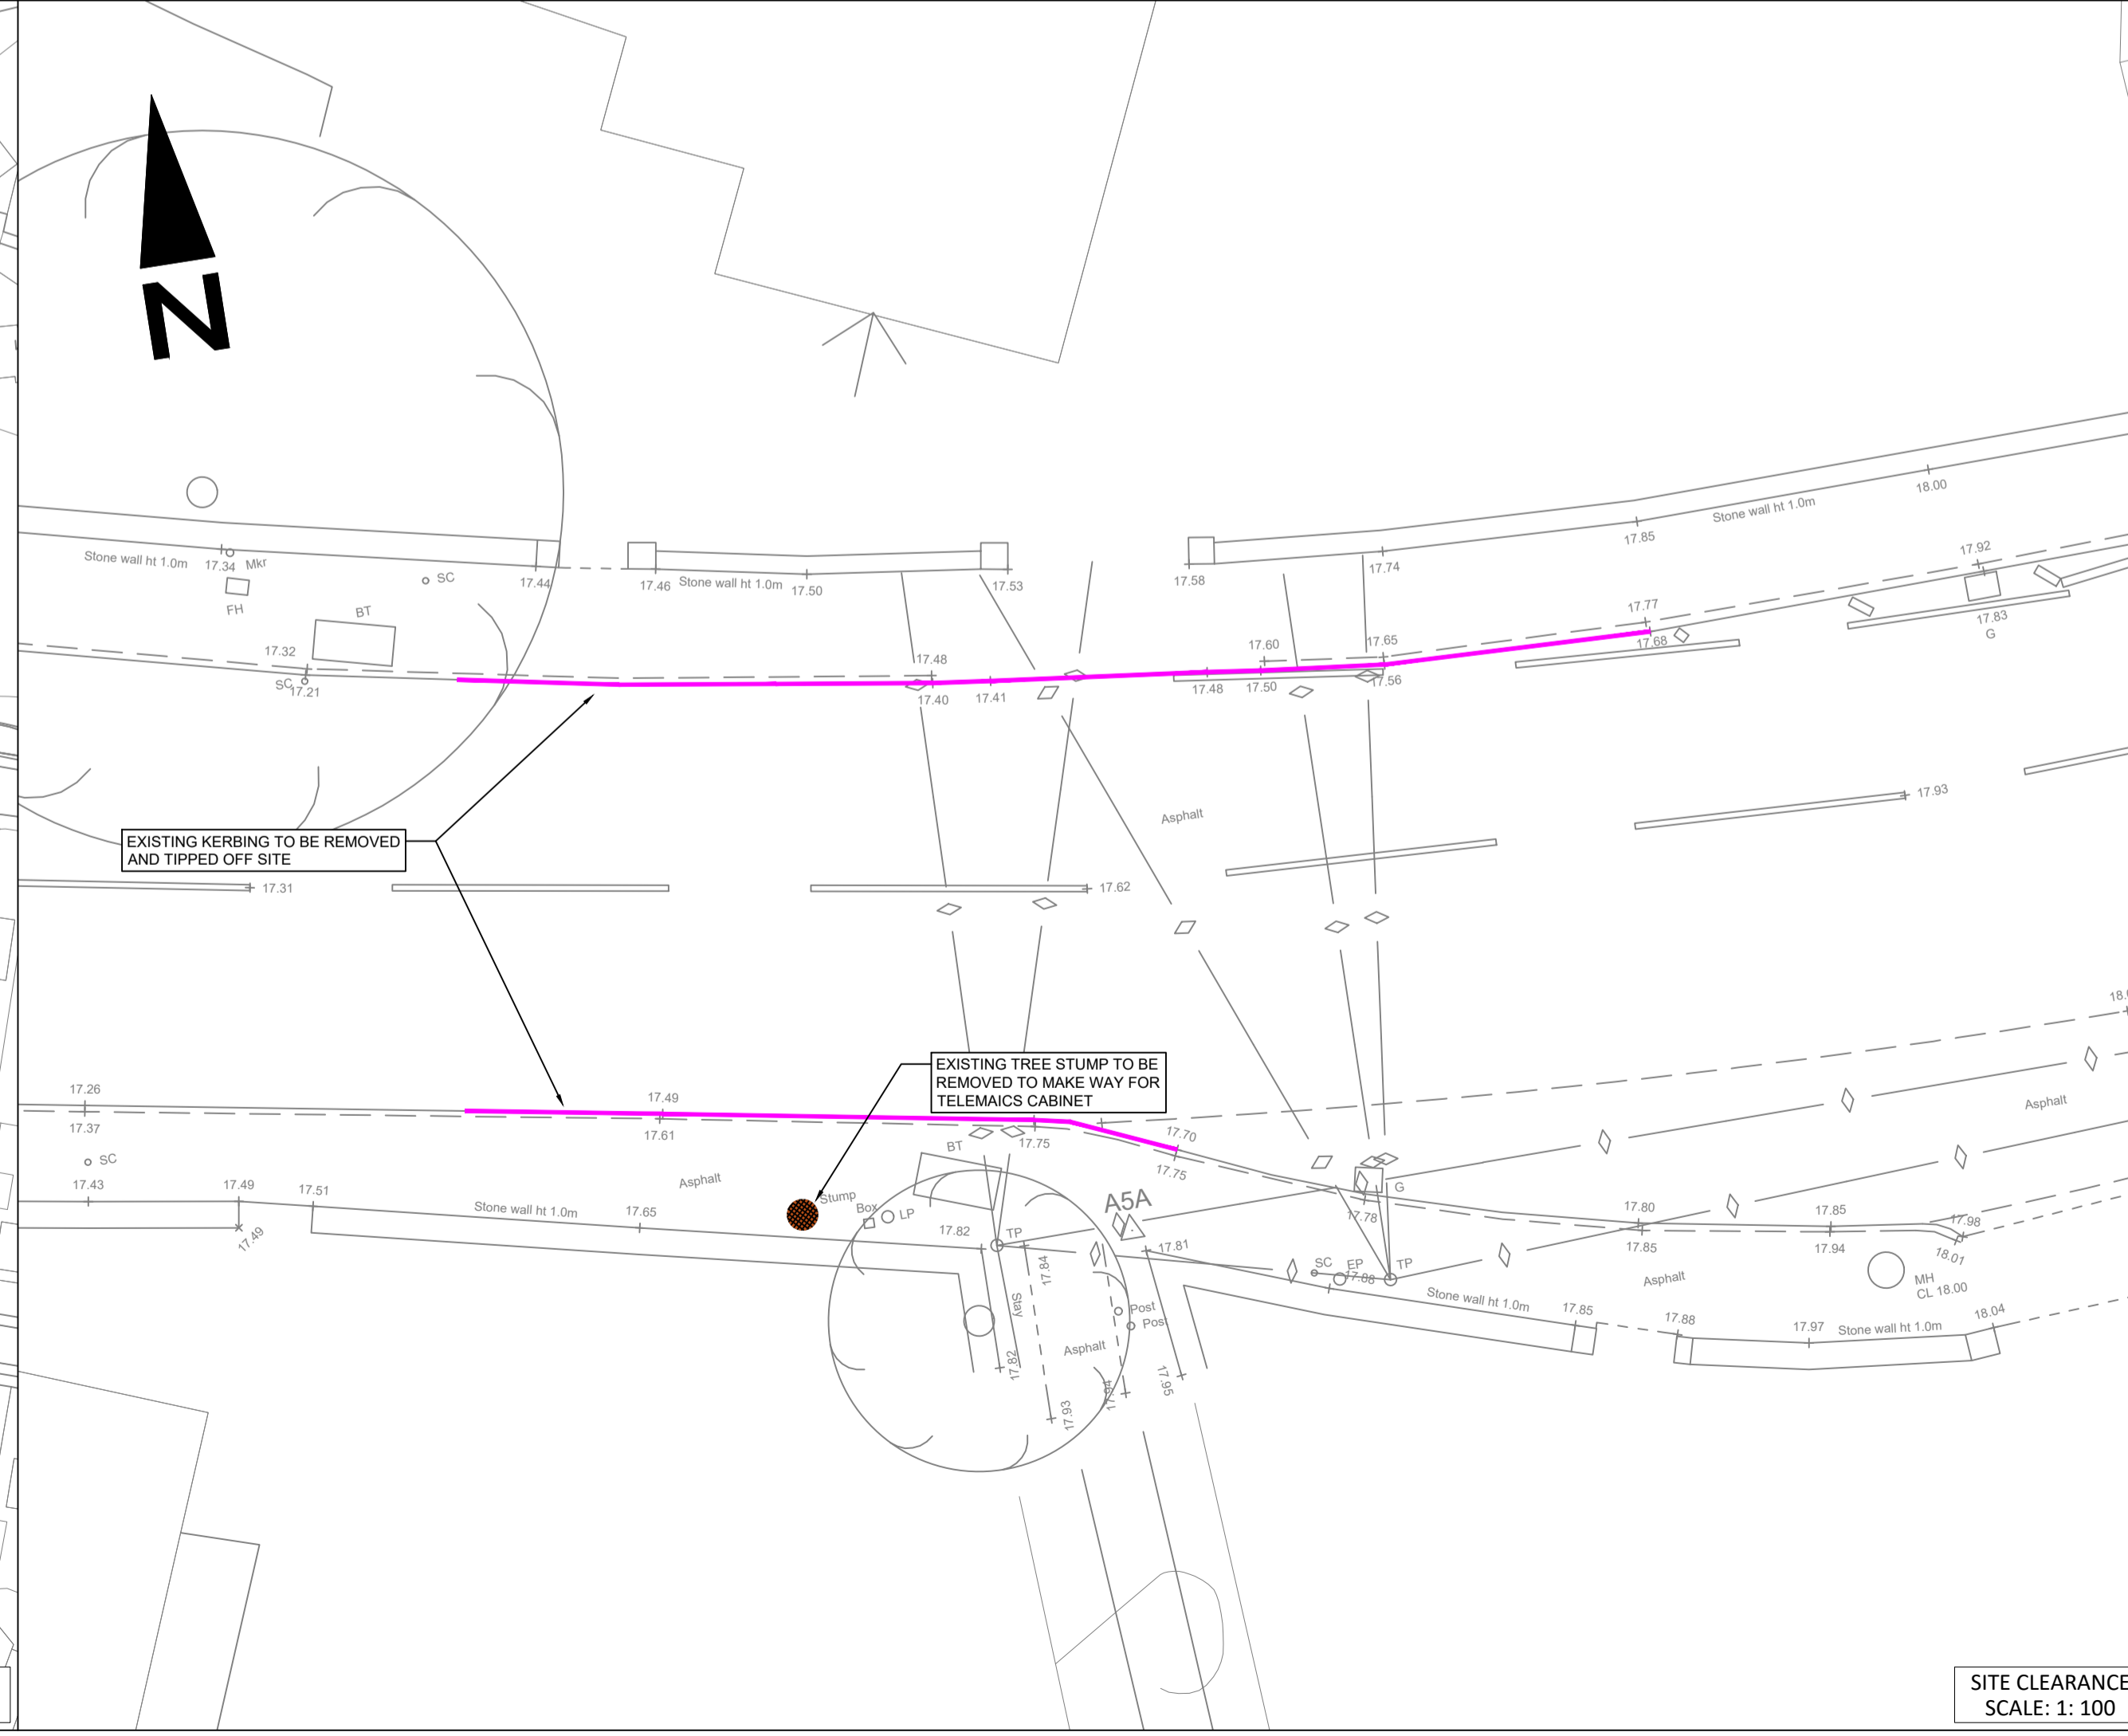 N
18.00
Stone wall ht 1.0m
17.85
17.92
17.34
Mkr
Stone wall ht 1.0m
SC
17.44
17.46
Stone wall ht 1.0m
17.50
17.53
17.58
17.74
FH
BT
17.77
17.83
G
17.32
17.48
17.60
17.65
17.68
SC
17.21
17.40
17.41
17.48
17.50
17.56
Asphalt
17.93
EXISTING KERBING TO BE REMOVED
AND TIPPED OFF SITE
17.31
17.62
EXISTING TREE STUMP TO BE
REMOVED TO MAKE WAY FOR
TELEMAICS CABINET
17.26
17.49
Asphalt
17.37
17.61
17.75
17.70
17.75
BT
SC
17.43
17.49
17.51
Asphalt
Stone wall ht 1.0m
17.65
Stump
Box
LP
17.82
TP
A5A
G
17.78
17.80
17.85
17.98
17.49
17.84
17.81
17.85
17.94
18.01
SC
EP
17.88
TP
Asphalt
MH
CL 18.00
Stay
Post
Post
Stone wall ht 1.0m
17.85
17.88
17.97
Stone wall ht 1.0m
18.04
Asphalt
17.82
17.95
17.93
SITE CLEARANCE
SCALE: 1: 100